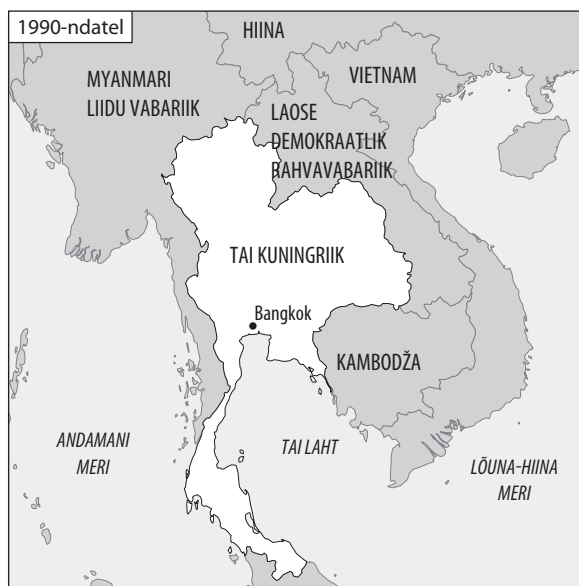 1990-ndatel
HIINA
VIETNAM
MYANMARI
LIIDU VABARIIK
LAOSE
DEMOKRAATLIK
RAHVAVABARIIK
TAI KUNINGRIIK
Bangkok
KAMBODŽA
ANDAMANI
MERI
TAI LAHT
LÕUNA-HIINA
MERI